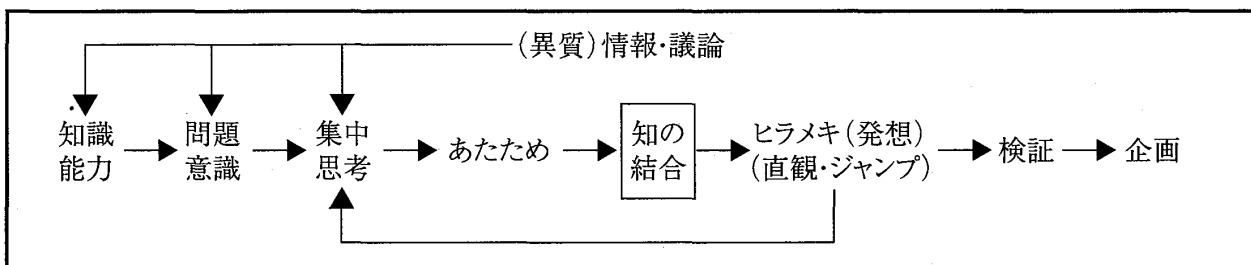 (異質)情報・議論
知識
能力
問題
意識
集中
思考
あたため
知の
結合
ヒラメキ(発想)
(直観・ジャンプ)
検証
企画